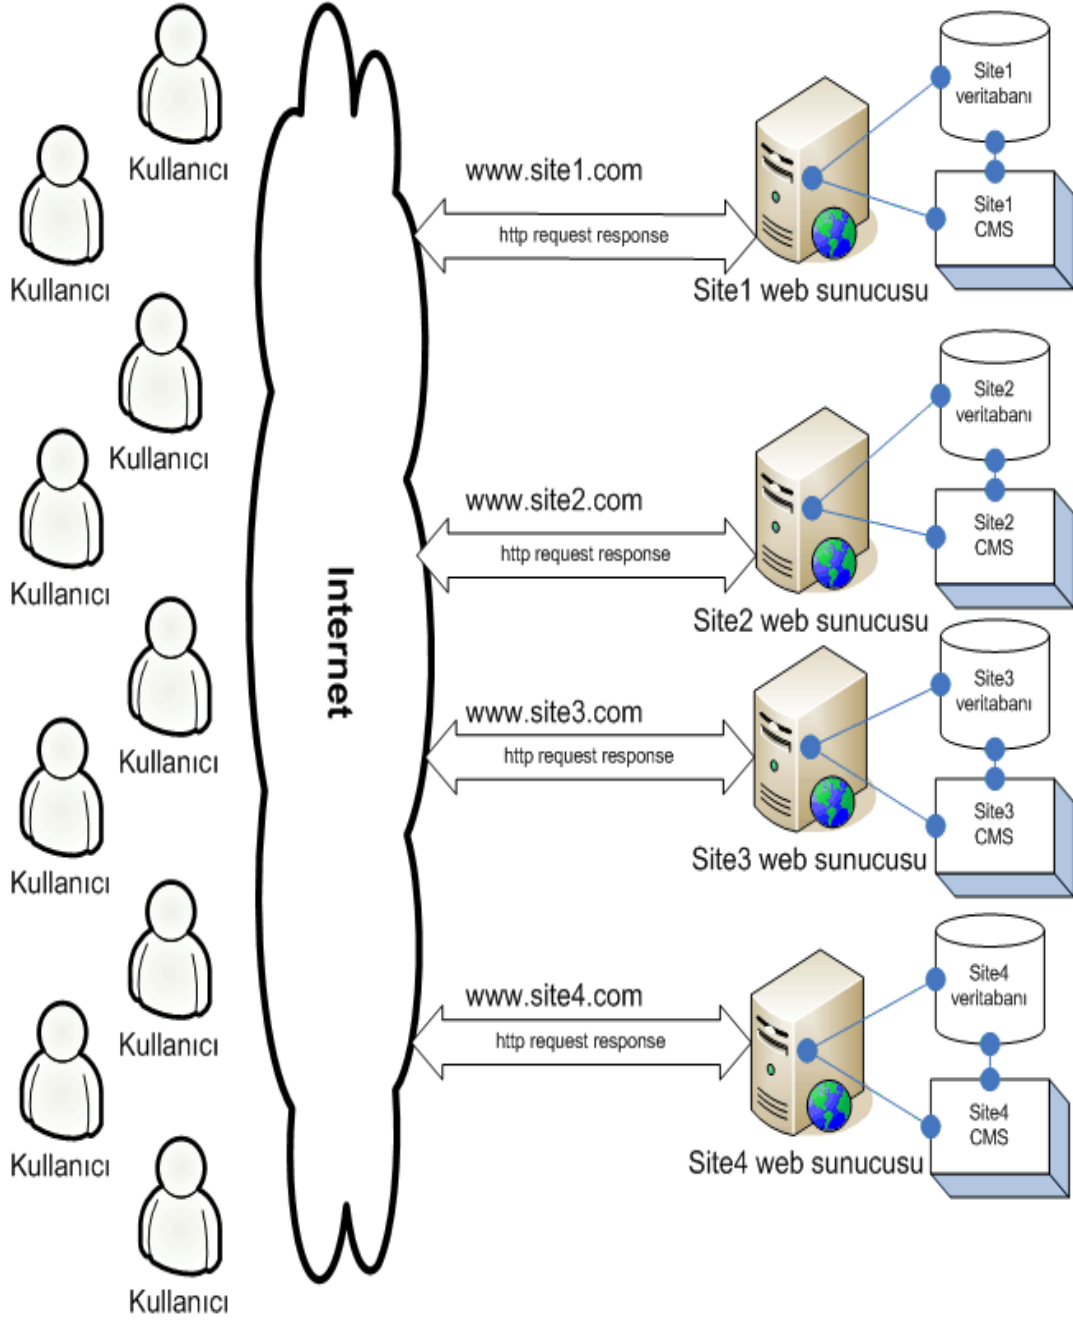 Kullanıcı
Kullanıcı
Kullanıcı
Kullanıcı
Kullanıcı
Kullanıcı
Kullanıcı
Kullanıcı
Kullanıcı
Internet
www.site1.com
http request response
Site1 web sunucusu
Site1
veritabanı
Site1
CMS
www.site2.com
http request response
Site2 web sunucusu
Site2
veritabanı
Site2
CMS
www.site3.com
http request response
Site3 web sunucusu
Site3
veritabanı
Site3
CMS
www.site4.com
http request response
Site4 web sunucusu
Site4
veritabanı
Site4
CMS